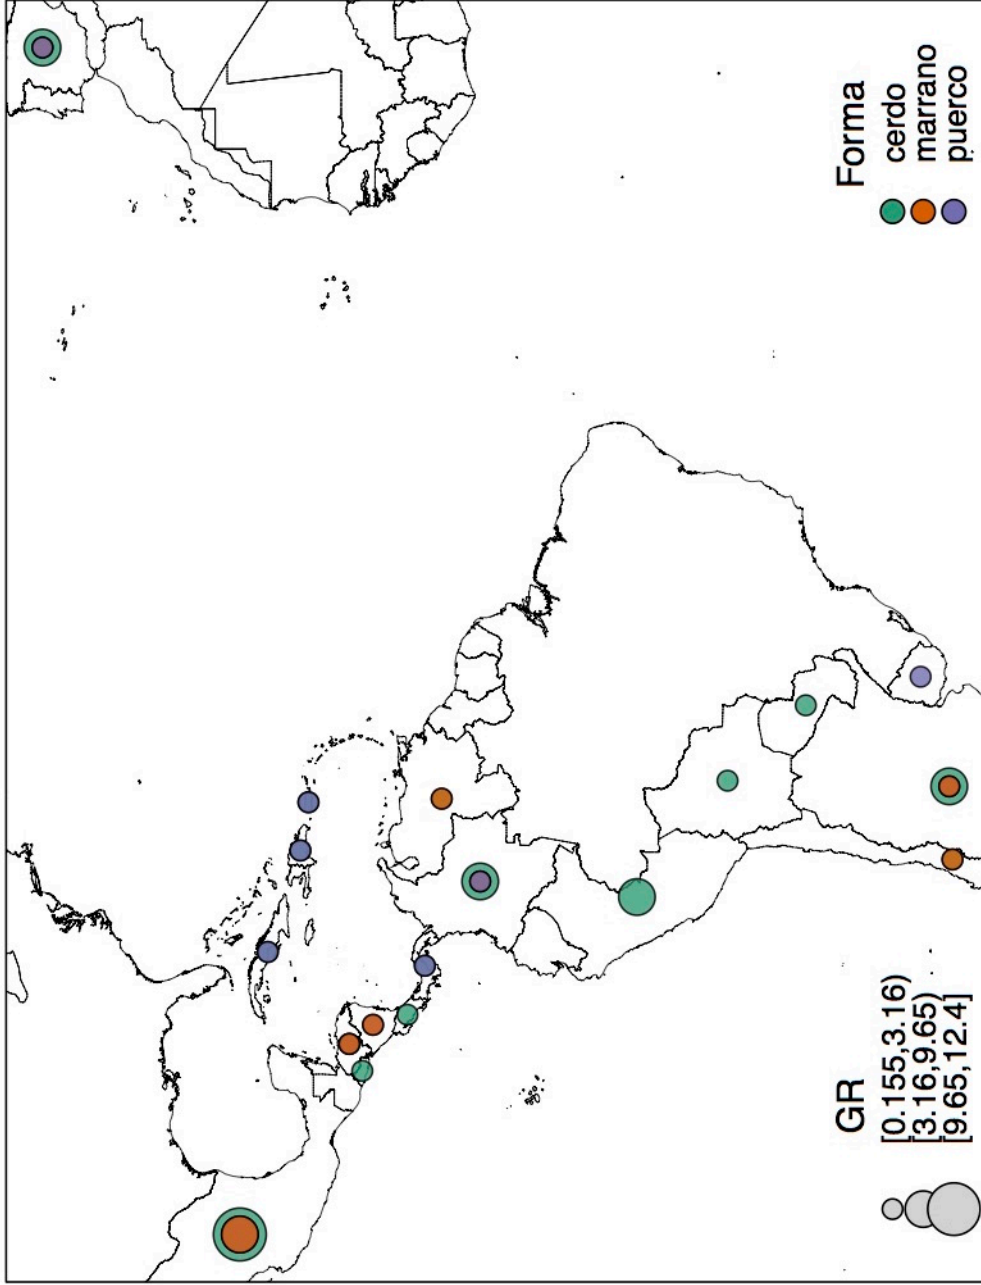 GR
[0.155,3.16)
[3.16,9.65)
[9.65,12.4]
Forma
cerdo
marrano
puerco